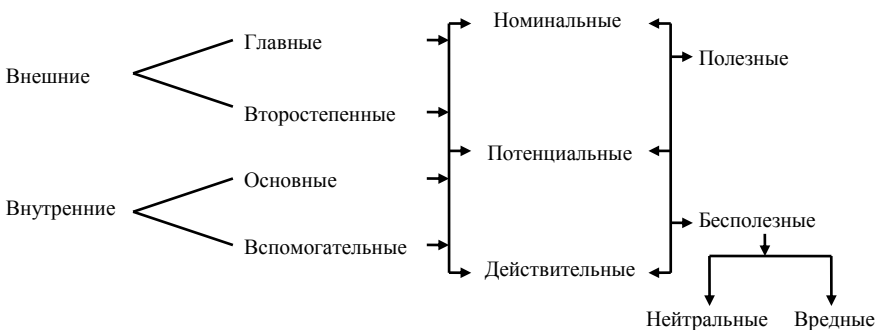 Номинальные
Главные
Полезные
Внешние
Второстепенные
Потенциальные
Основные
Внутренние
Бесполезные
Вспомогательные
Действительные
Нейтральные Вредные